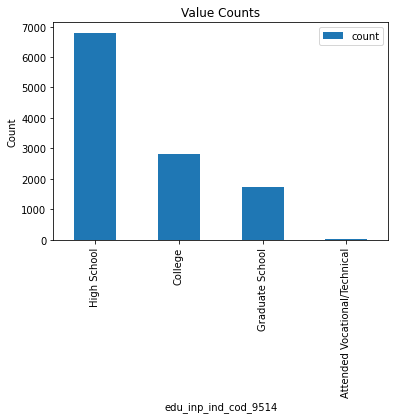 Value Counts
count
Count
7000
6000
5000
4000
3000
2000
1000
0
High School
College
Graduate School
Attended Vocational/Technical
edu_inp_ind_cod_9514